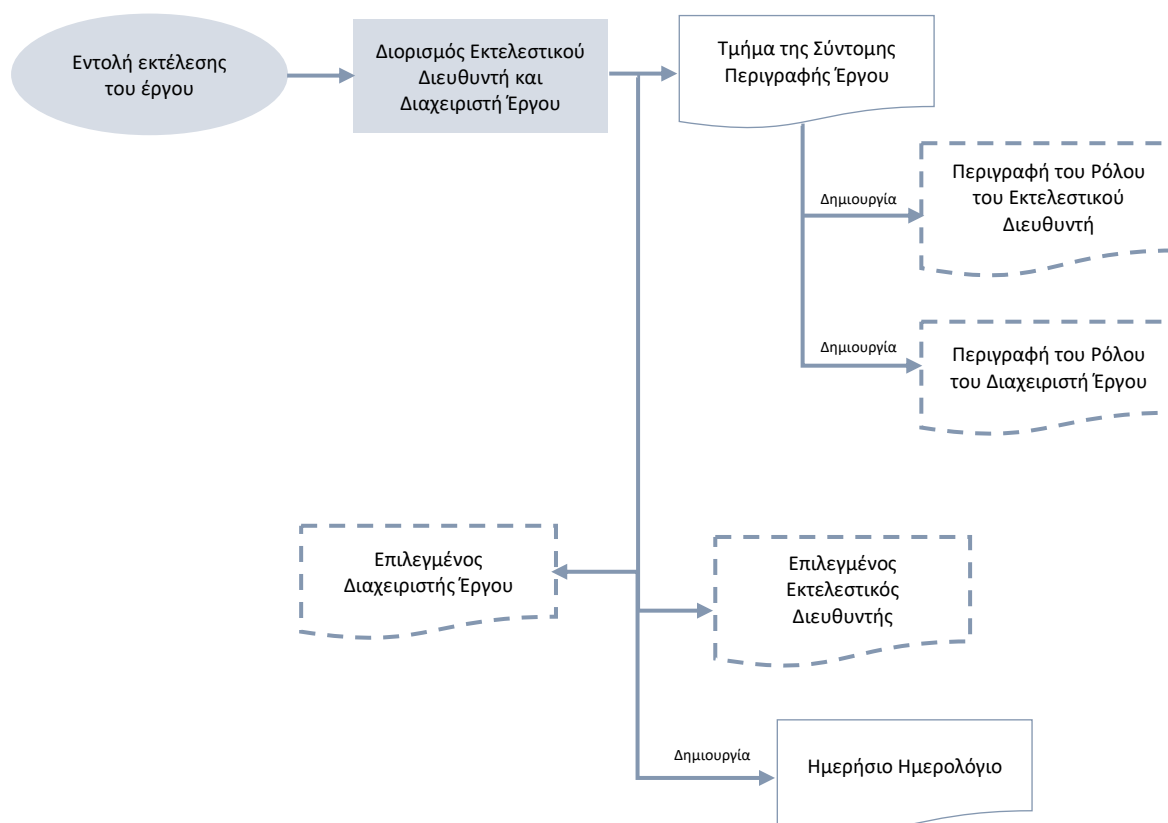 Εντολή εκτέλεσης
του έργου
Διορισμός Εκτελεστικού
Διευθυντή και
Διαχειριστή Έργου
Τμήμα της Σύντομης
Περιγραφής Έργου
Δημιουργία
Περιγραφή του Ρόλου
του Εκτελεστικού
Διευθυντή
Δημιουργία
Περιγραφή του Ρόλου
του Διαχειριστή Έργου
Επιλεγμένος
Διαχειριστής Έργου
Επιλεγμένος
Εκτελεστικός
Διευθυντής
Δημιουργία
Ημερήσιο Ημερολόγιο